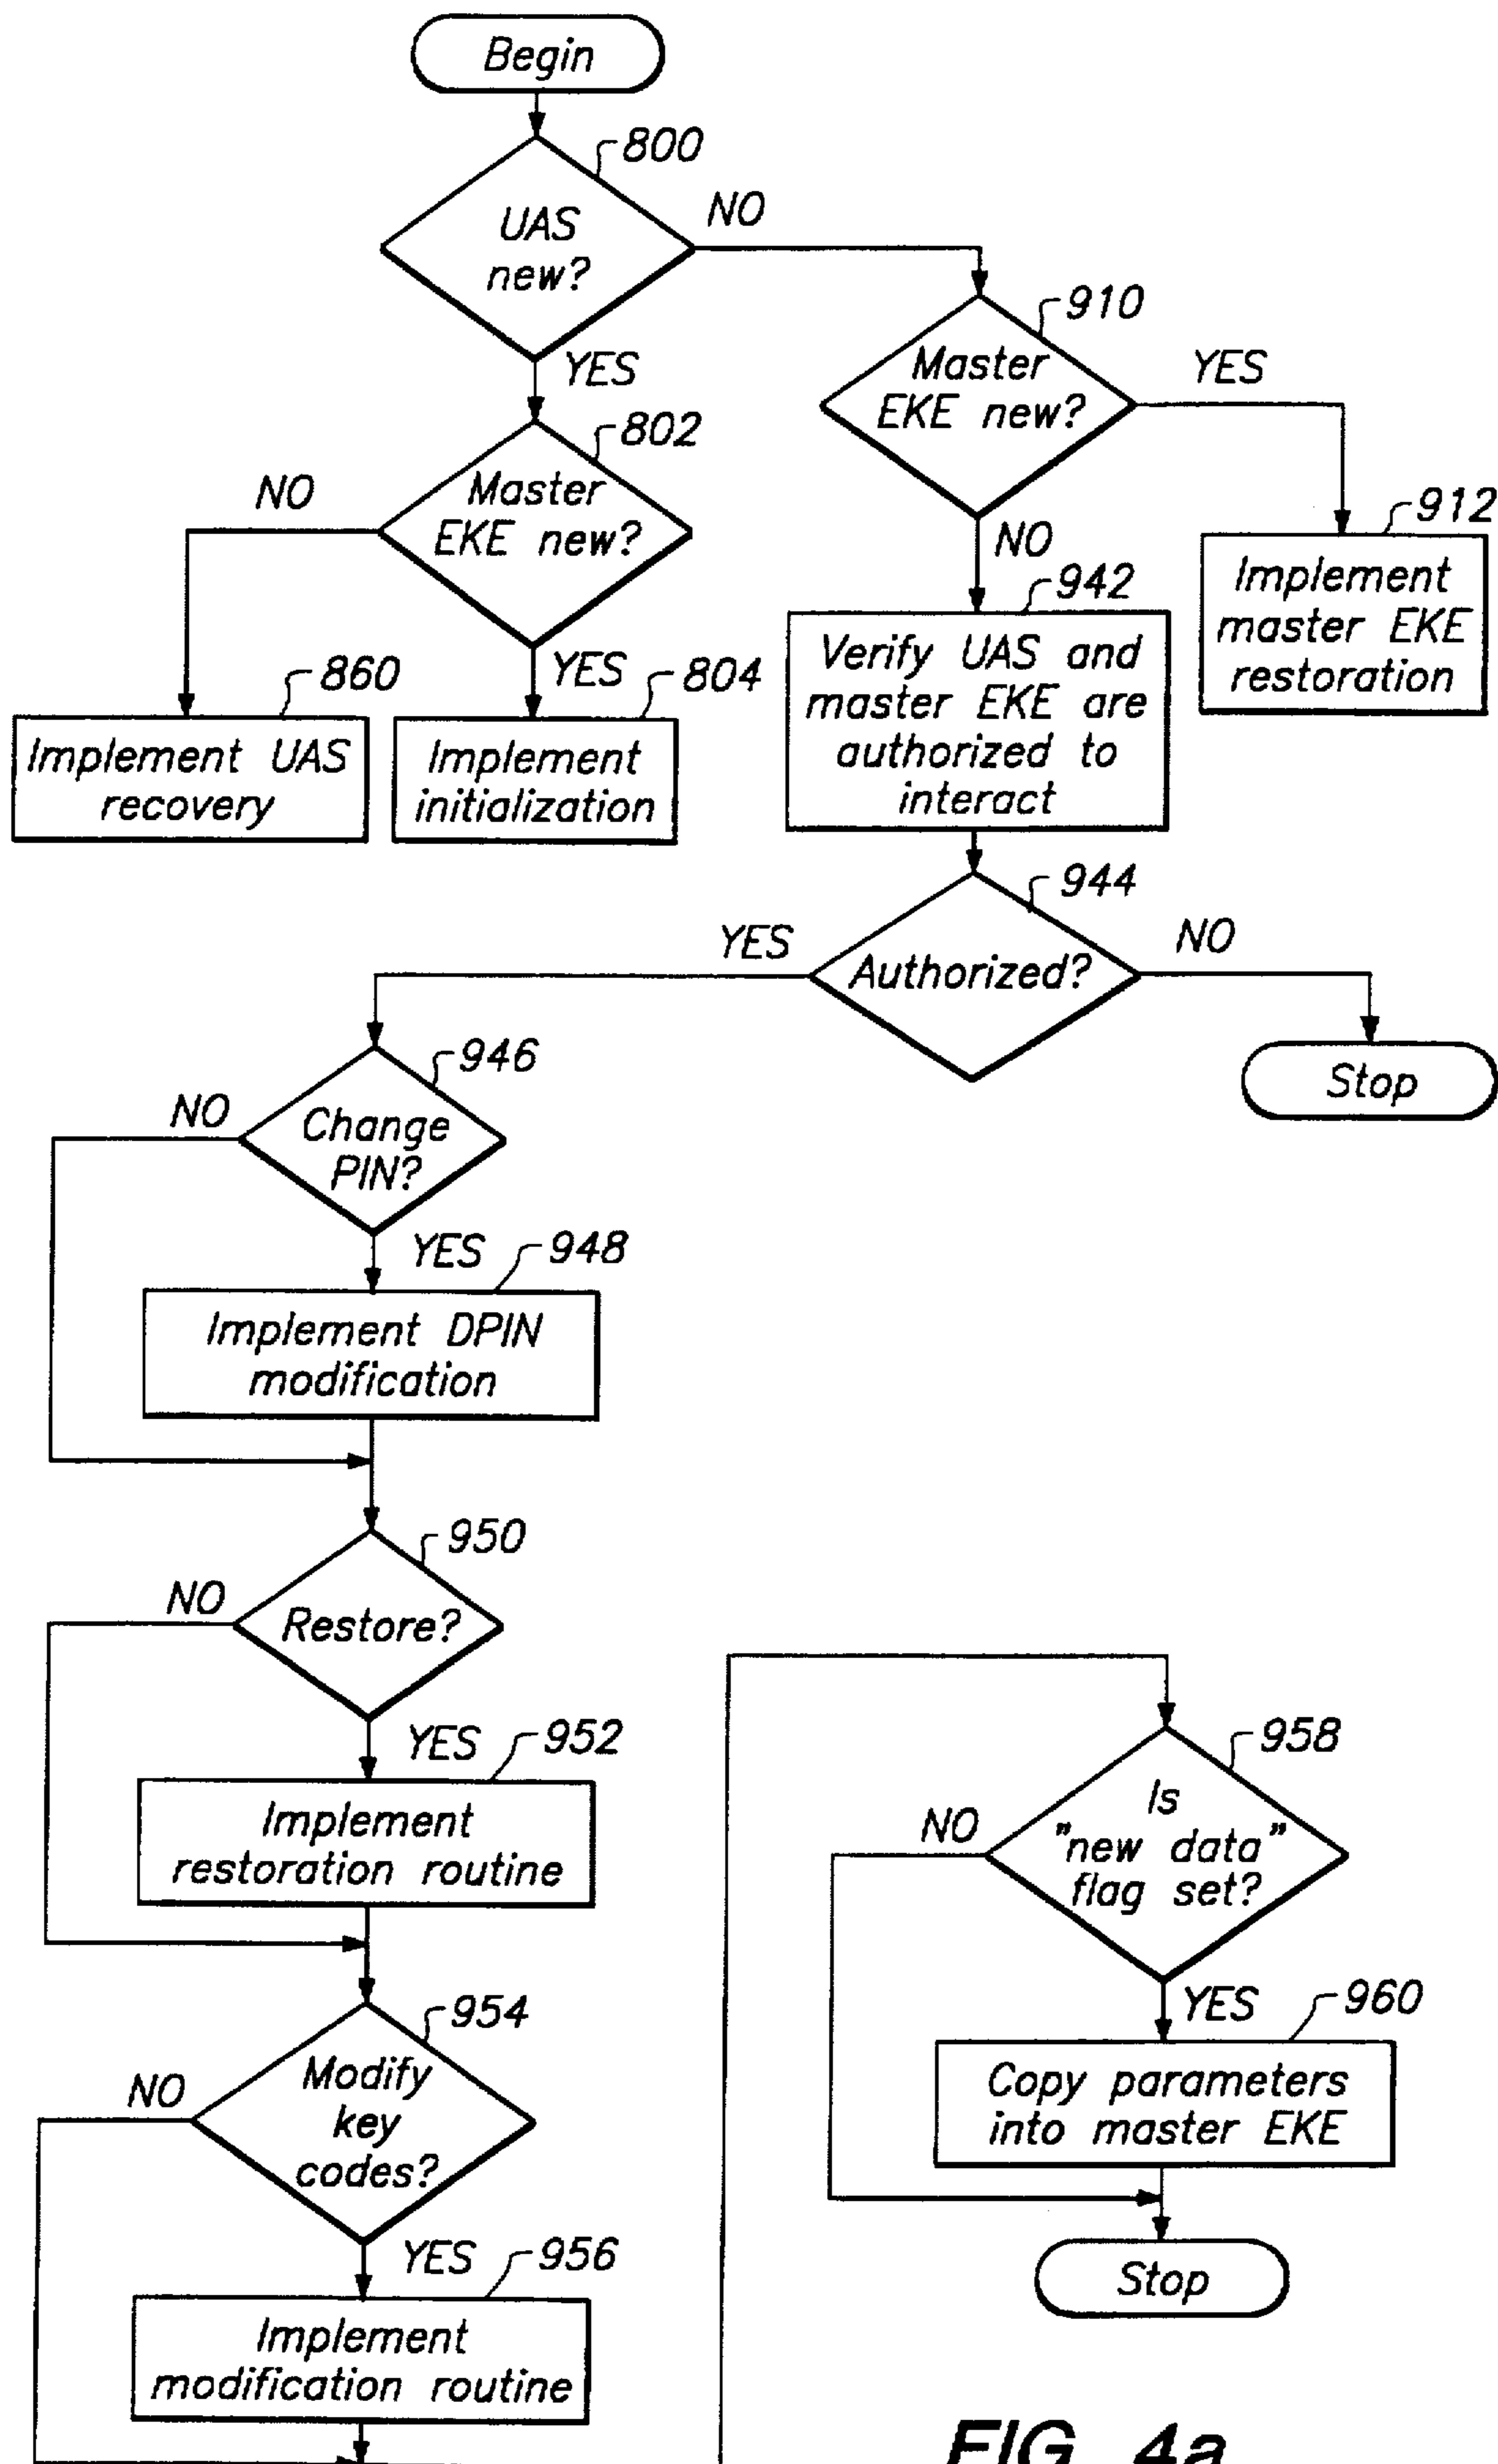 Begin
800
UAS
new?
NO
YES
910
Master
EKE new?
YES
NO
802
Master
EKE new?
NO
YES
912
Implement
master EKE
restoration
942
Verify UAS and
master EKE are
authorized to
interact
860
Implement UAS
recovery
804
Implement
initialization
944
Authorized?
YES
NO
Stop
946
Change
PIN?
NO
YES
948
Implement DPIN
modification
950
Restore?
NO
YES
952
Implement
restoration routine
954
Modify
key
codes?
NO
YES
956
Implement
modification routine
958
Is
"new data"
flag set?
NO
YES
960
Copy parameters
into master EKE
Stop
FIG. 4a